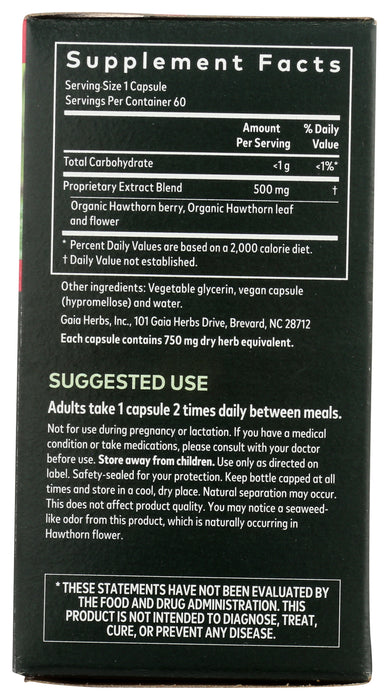 Supplement Facts
Serving Size 1 Capsule
Servings Per Container 60
Amount Per Serving % Daily Value
Total Carbohydrate <1 g <1%*
Proprietary Extract Blend 500 mg †
Organic Hawthorn berry, Organic Hawthorn leaf
and flower
* Percent Daily Values are based on a 2,000 calorie diet.
† Daily Value not established.
Other ingredients: Vegetable glycerin, vegan capsule
(hypromellose) and water.
Gaia Herbs, Inc., 101 Gaia Herbs Drive, Brevard, NC 28712
Each capsule contains 750 mg dry herb equivalent.
SUGGESTED USE
Adults take 1 capsule 2 times daily between meals.
Not for use during pregnancy or lactation. If you have a medical
condition or take medications, please consult with your doctor
before use. Store away from children. Use only as directed on
label. Safety-sealed for your protection. Keep bottle capped at all
times and store in a cool, dry place. Natural separation may occur.
This does not affect product quality. You may notice a seaweed-
like odor from this product, which is naturally occurring in
Hawthorn flower.
* THESE STATEMENTS HAVE NOT BEEN EVALUATED BY
THE FOOD AND DRUG ADMINISTRATION. THIS
PRODUCT IS NOT INTENDED TO DIAGNOSE, TREAT,
CURE, OR PREVENT ANY DISEASE.